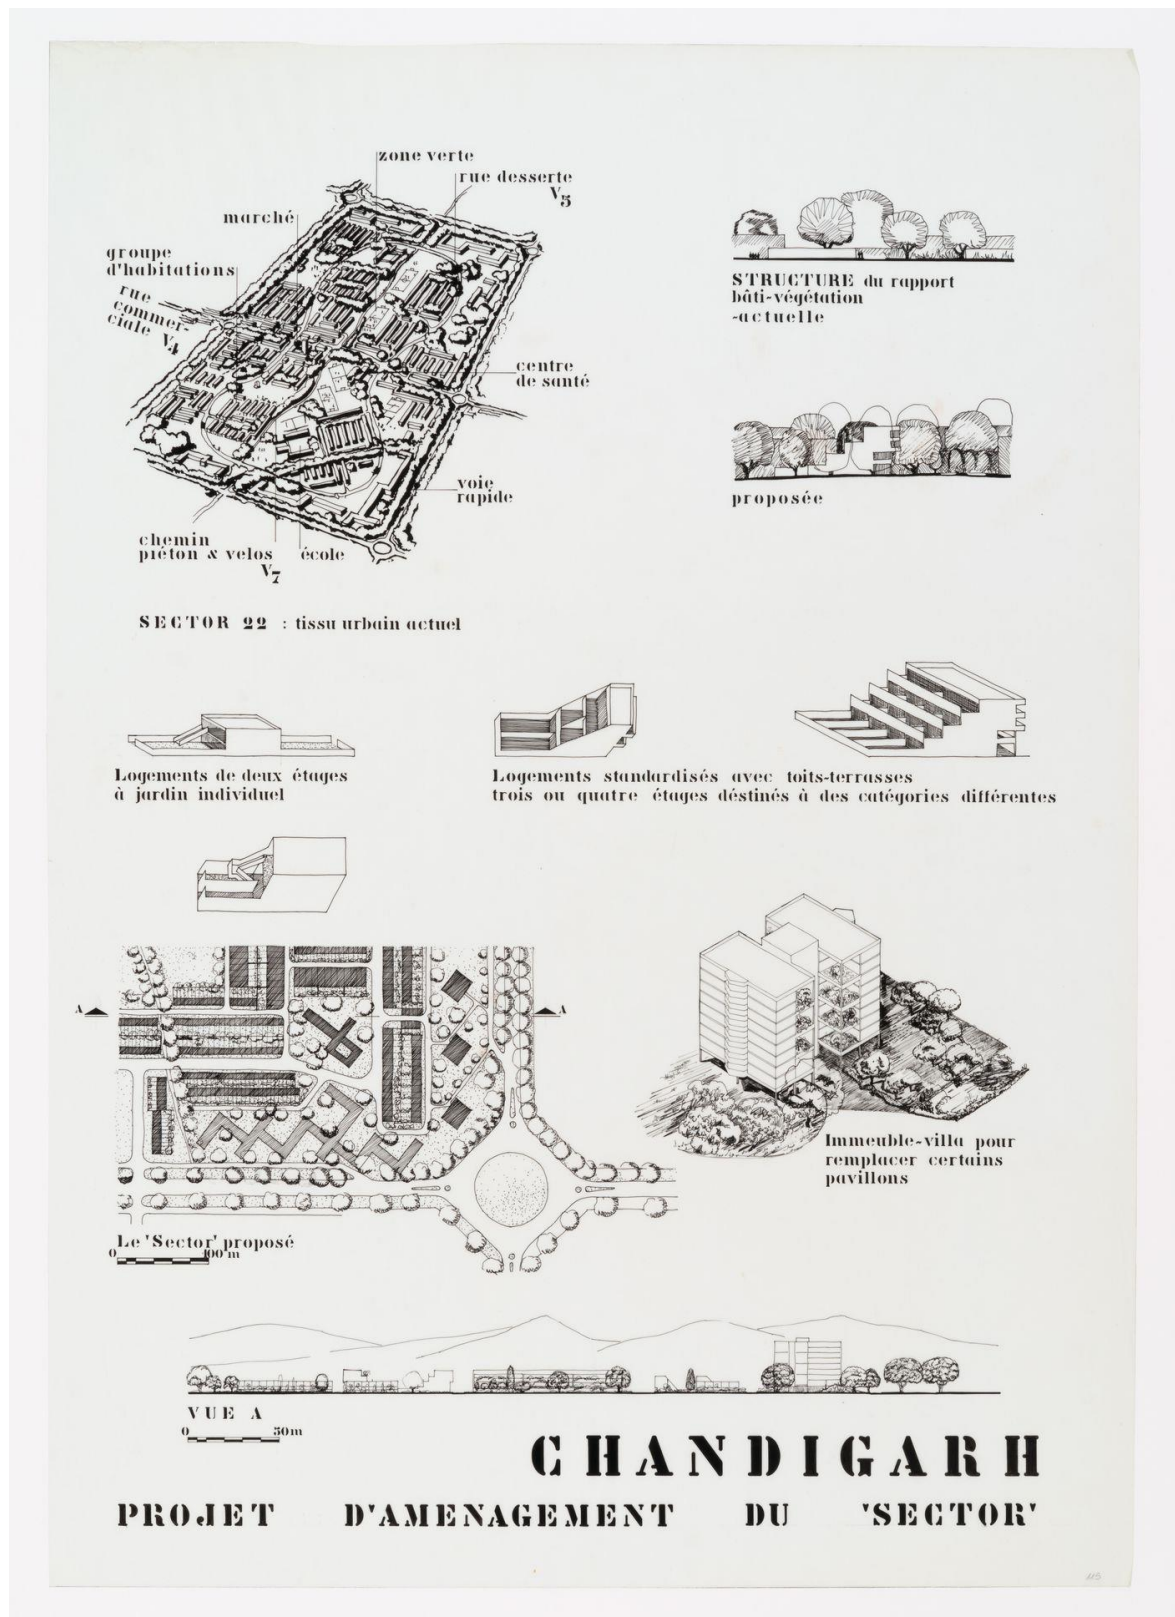 zone verte
rue desserte
V5
marché
groupe
d'habitations
rue
commer-
ciale V4
centre
de santé
voie
rapide
chemin
piéton & velos
V7
école
SECTOR 22 : tissu urbain actuel
STRUCTURE du rapport
bâti-végétation
-actuelle
proposée
Logements de deux étages
à jardin individuel
Logements standardisés avec toits-terrasses
trois ou quatre étages déstinés à des catégories différentes
A
A
Immeuble-villa pour
remplacer certains
pavillons
Le 'Sector' proposé
0 100 m
VUE A
0 50m
CHANDIGARH
PROJET D'AMENAGEMENT DU 'SECTOR'